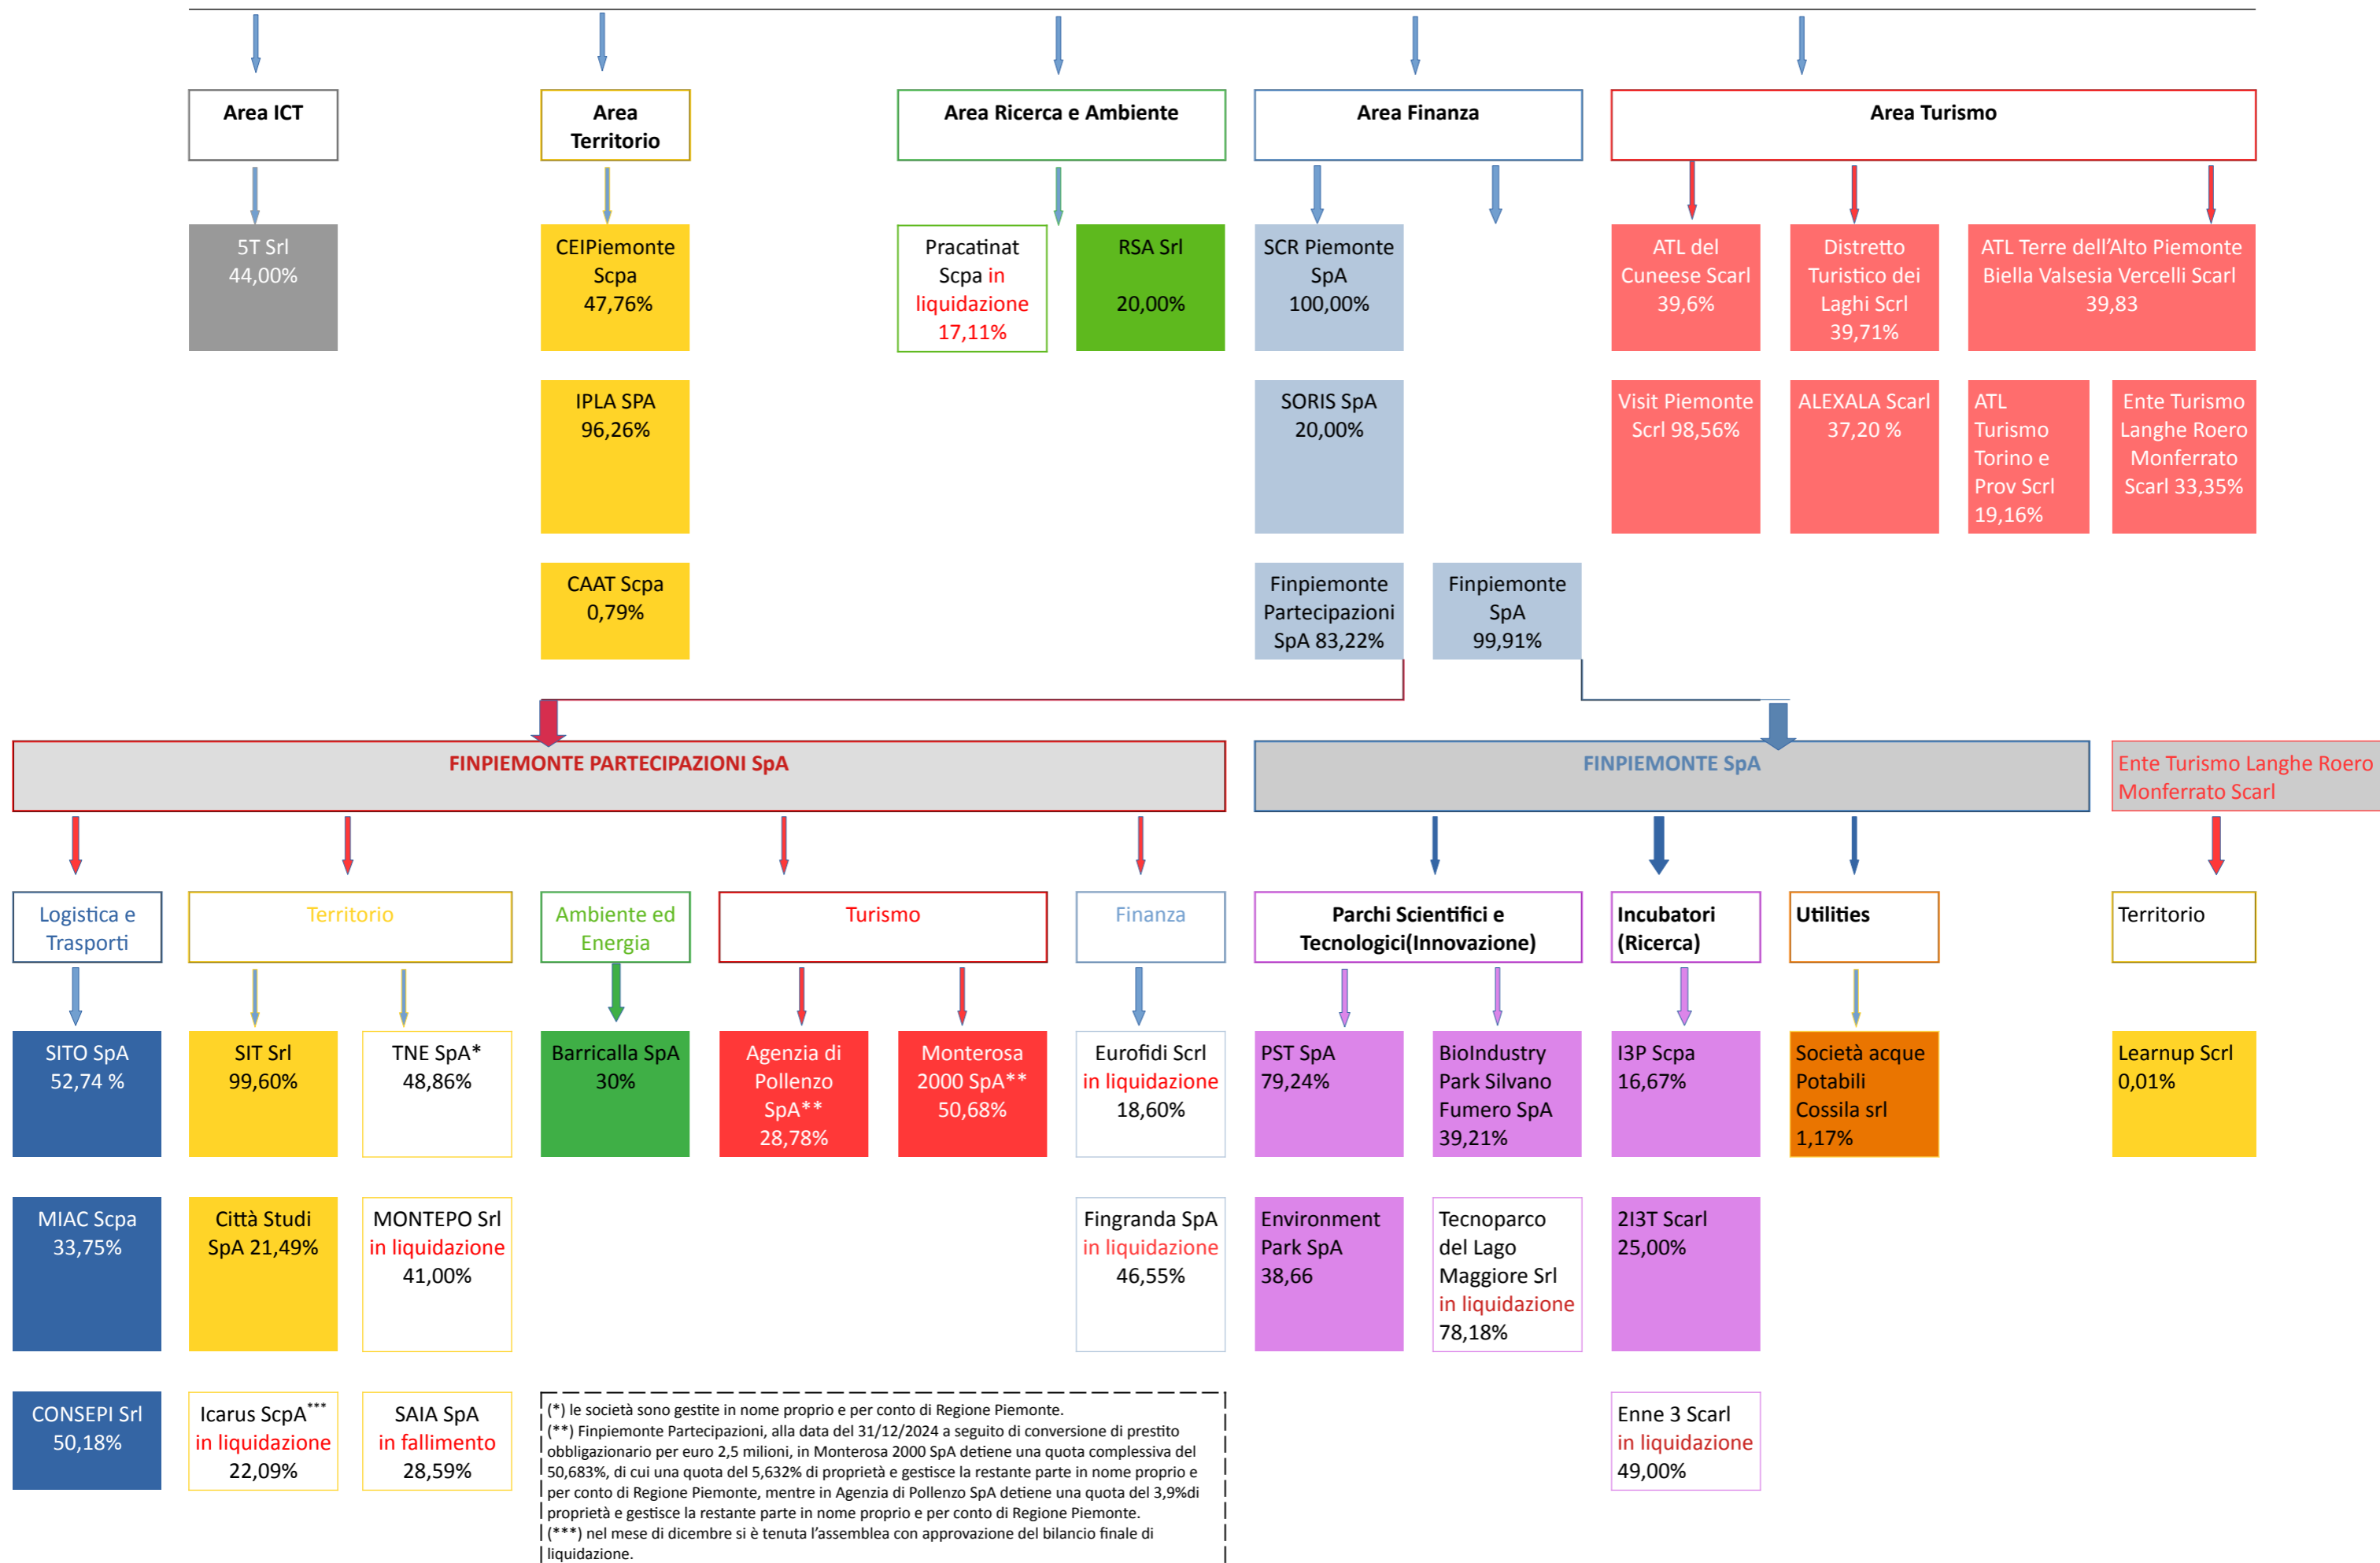 Area ICT
Area
Territorio
Area Ricerca e Ambiente
Area Finanza
Area Turismo
5T Srl
44,00%
CEIPiemonte
Scpa
47,76%
Pracatinat
Scpa in
liquidazione
17,11%
RSA Srl
20,00%
SCR Piemonte
SpA
100,00%
ATL del
Cuneese Scarl
39,6%
Distretto
Turistico dei
Laghi Scrl
39,71%
ATL Terre dell’Alto Piemonte
Biella Valsesia Vercelli Scarl
39,83
IPLA SPA
96,26%
SORIS SpA
20,00%
Visit Piemonte
Scrl 98,56%
ALEXALA Scarl
37,20 %
ATL
Turismo
Torino e
Prov Scrl
19,16%
Ente Turismo
Langhe Roero
Monferrato
Scarl 33,35%
CAAT Scpa
0,79%
Finpiemonte
Partecipazioni
SpA 83,22%
Finpiemonte
SpA
99,91%
FINPIEMONTE PARTECIPAZIONI SpA
FINPIEMONTE SpA
Ente Turismo Langhe Roero
Monferrato Scarl
Logistica e
Trasporti
Territorio
Ambiente ed
Energia
Turismo
Finanza
Parchi Scientifici e
Tecnologici(Innovazione)
Incubatori
(Ricerca)
Utilities
Territorio
SITO SpA
52,74 %
SIT Srl
99,60%
TNE SpA*
48,86%
Barricalla SpA
30%
Agenzia di
Pollenzo
SpA**
28,78%
Monterosa
2000 SpA**
50,68%
Eurofidi Scrl
in liquidazione
18,60%
PST SpA
79,24%
BioIndustry
Park Silvano
Fumero SpA
39,21%
I3P Scpa
16,67%
Società acque
Potabili
Cossila srl
1,17%
Learnup Scrl
0,01%
MIAC Scpa
33,75%
Città Studi
SpA 21,49%
MONTEPO Srl
in liquidazione
41,00%
Fingranda SpA
in liquidazione
46,55%
Environment
Park SpA
38,66
Tecnoparco
del Lago
Maggiore Srl
in liquidazione
78,18%
2I3T Scarl
25,00%
CONSEPI Srl
50,18%
Icarus ScpA***
in liquidazione
22,09%
SAIA SpA
in fallimento
28,59%
(*) le società sono gestite in nome proprio e per conto di Regione Piemonte.
(**) Finpiemonte Partecipazioni, alla data del 31/12/2024 a seguito di conversione di prestito
obbligazionario per euro 2,5 milioni, in Monterosa 2000 SpA detiene una quota complessiva del
50,683%, di cui una quota del 5,632% di proprietà e gestisce la restante parte in nome proprio e
per conto di Regione Piemonte, mentre in Agenzia di Pollenzo SpA detiene una quota del 3,9%di
proprietà e gestisce la restante parte in nome proprio e per conto di Regione Piemonte.
(***) nel mese di dicembre si è tenuta l’assemblea con approvazione del bilancio finale di
liquidazione.
Enne 3 Scarl
in liquidazione
49,00%